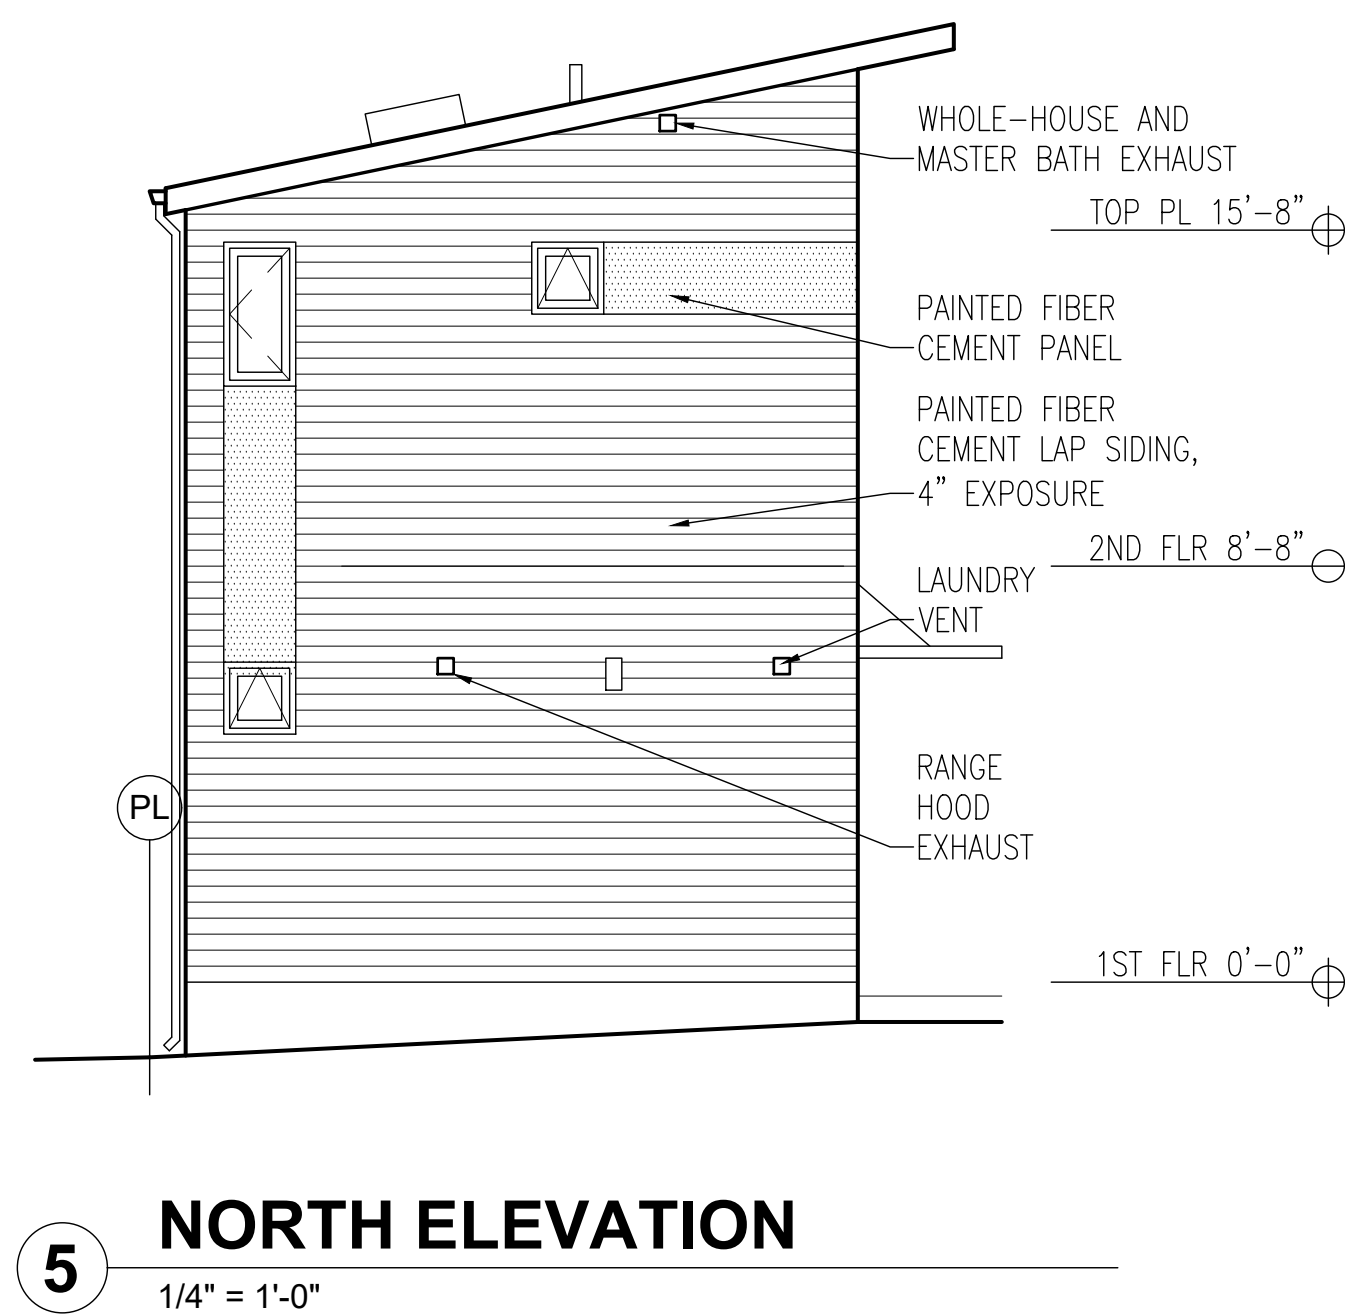 WHOLE-HOUSE AND
MASTER BATH EXHAUST
TOP PL 15'-8"
PAINTED FIBER
CEMENT PANEL
PAINTED FIBER
CEMENT LAP SIDING,
4" EXPOSURE
2ND FLR 8'-8"
LAUNDRY
VENT
RANGE
HOOD
EXHAUST
PL
1ST FLR 0'-0"
NORTH ELEVATION
5
1/4" = 1'-0"